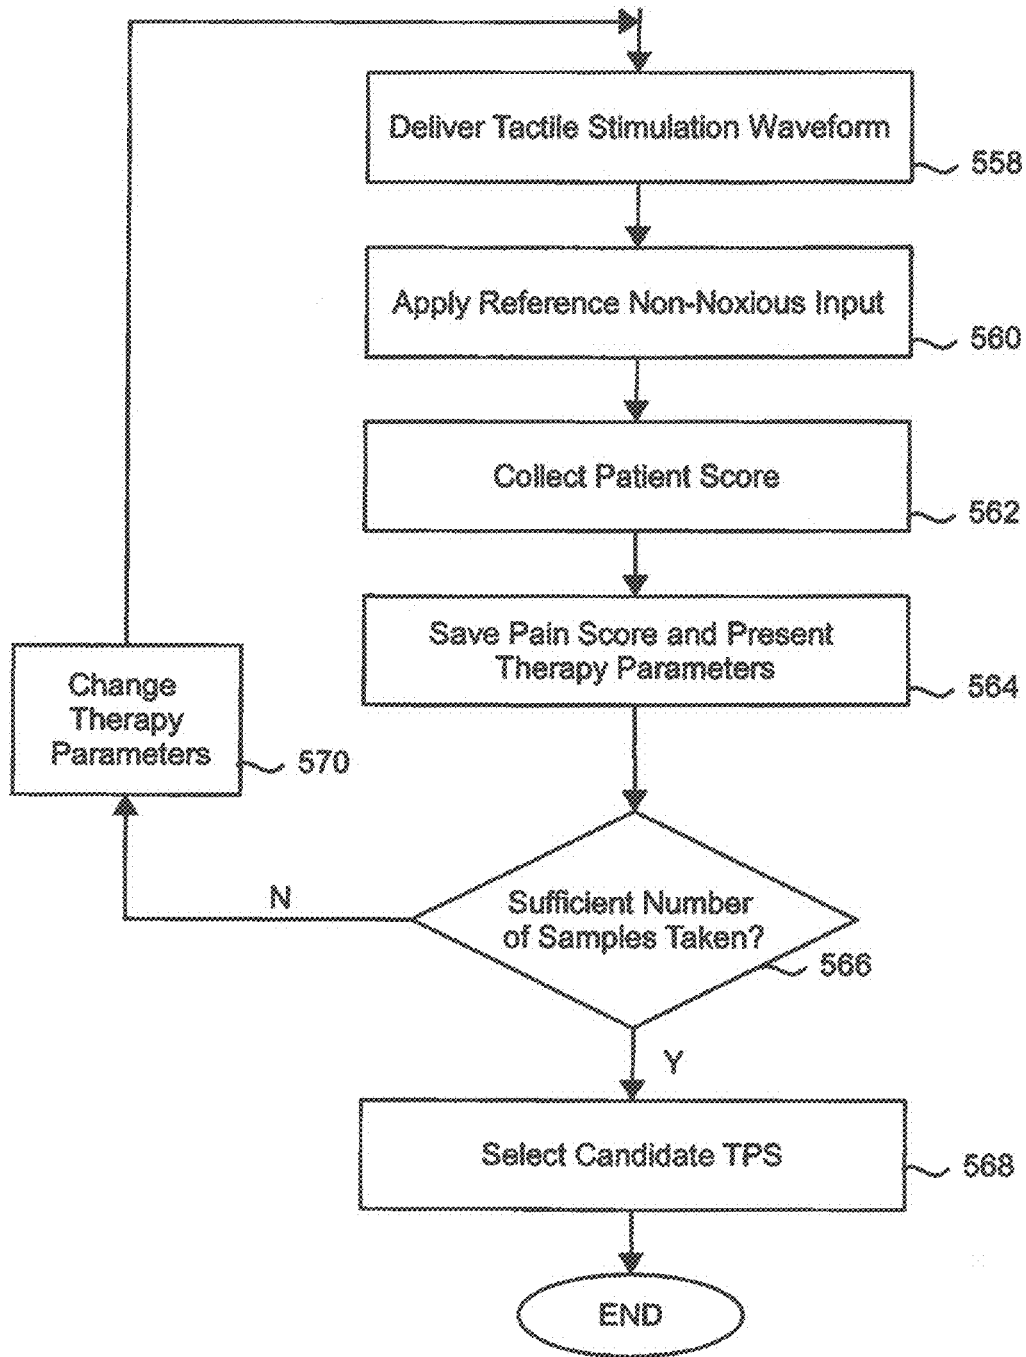 Deliver Tactile Stimulation Waveform
558
Apply Reference Non-Noxious Input
560
Collect Patient Score
562
Save Pain Score and Present
Therapy Parameters
564
Change
Therapy
Parameters
570
N
Sufficient Number
of Samples Taken?
566
Y
Select Candidate TPS
568
END